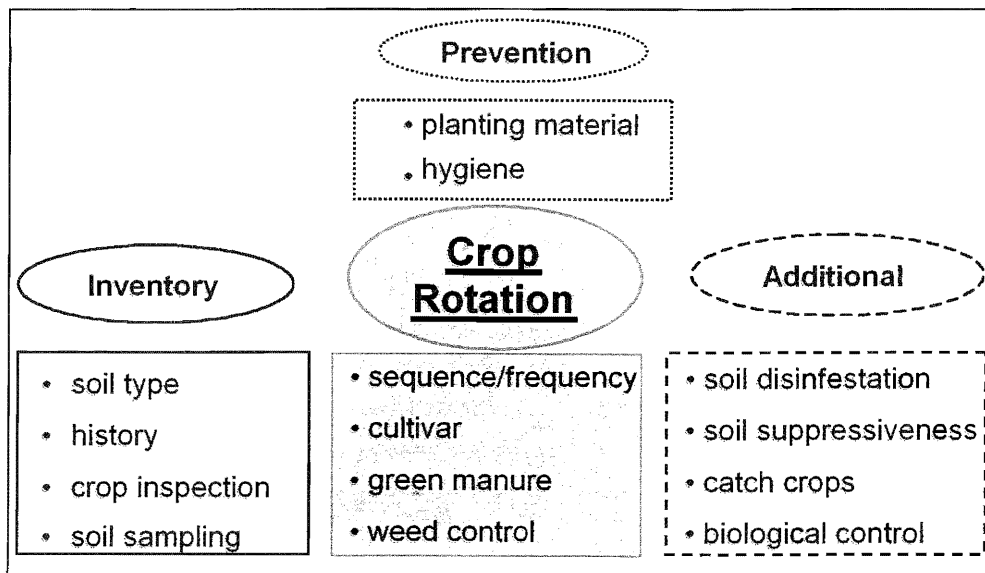 Prevention
• planting material
• hygiene
Inventory
• soil type
• history
• crop inspection
• soil sampling
Crop
Rotation
• sequence/frequency
• cultivar
• green manure
• weed control
Additional
• soil disinfestation
• soil suppressiveness
• catch crops
• biological control